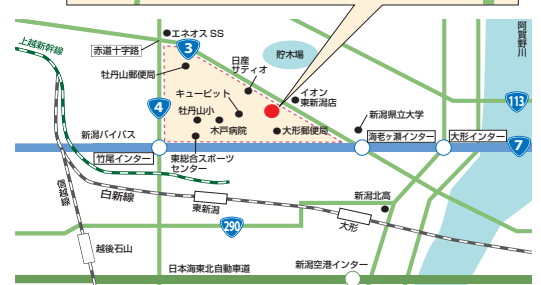 エネオス SS
上越新幹線
赤道十字路
3
日産
サティオ
貯木場
阿賀野川
牡丹山郵便局
キュービット
イオン
東新潟店
113
4
牡丹山小
木戸病院
大形郵便局
新潟県立大学
新潟バイパス
海老ヶ瀬インター
大形インター
7
竹尾インター
東総合スポーツ
センター
信越線
白新線
東新潟
新潟北高
290
大形
越後石山
日本海東北自動車道
新潟空港インター